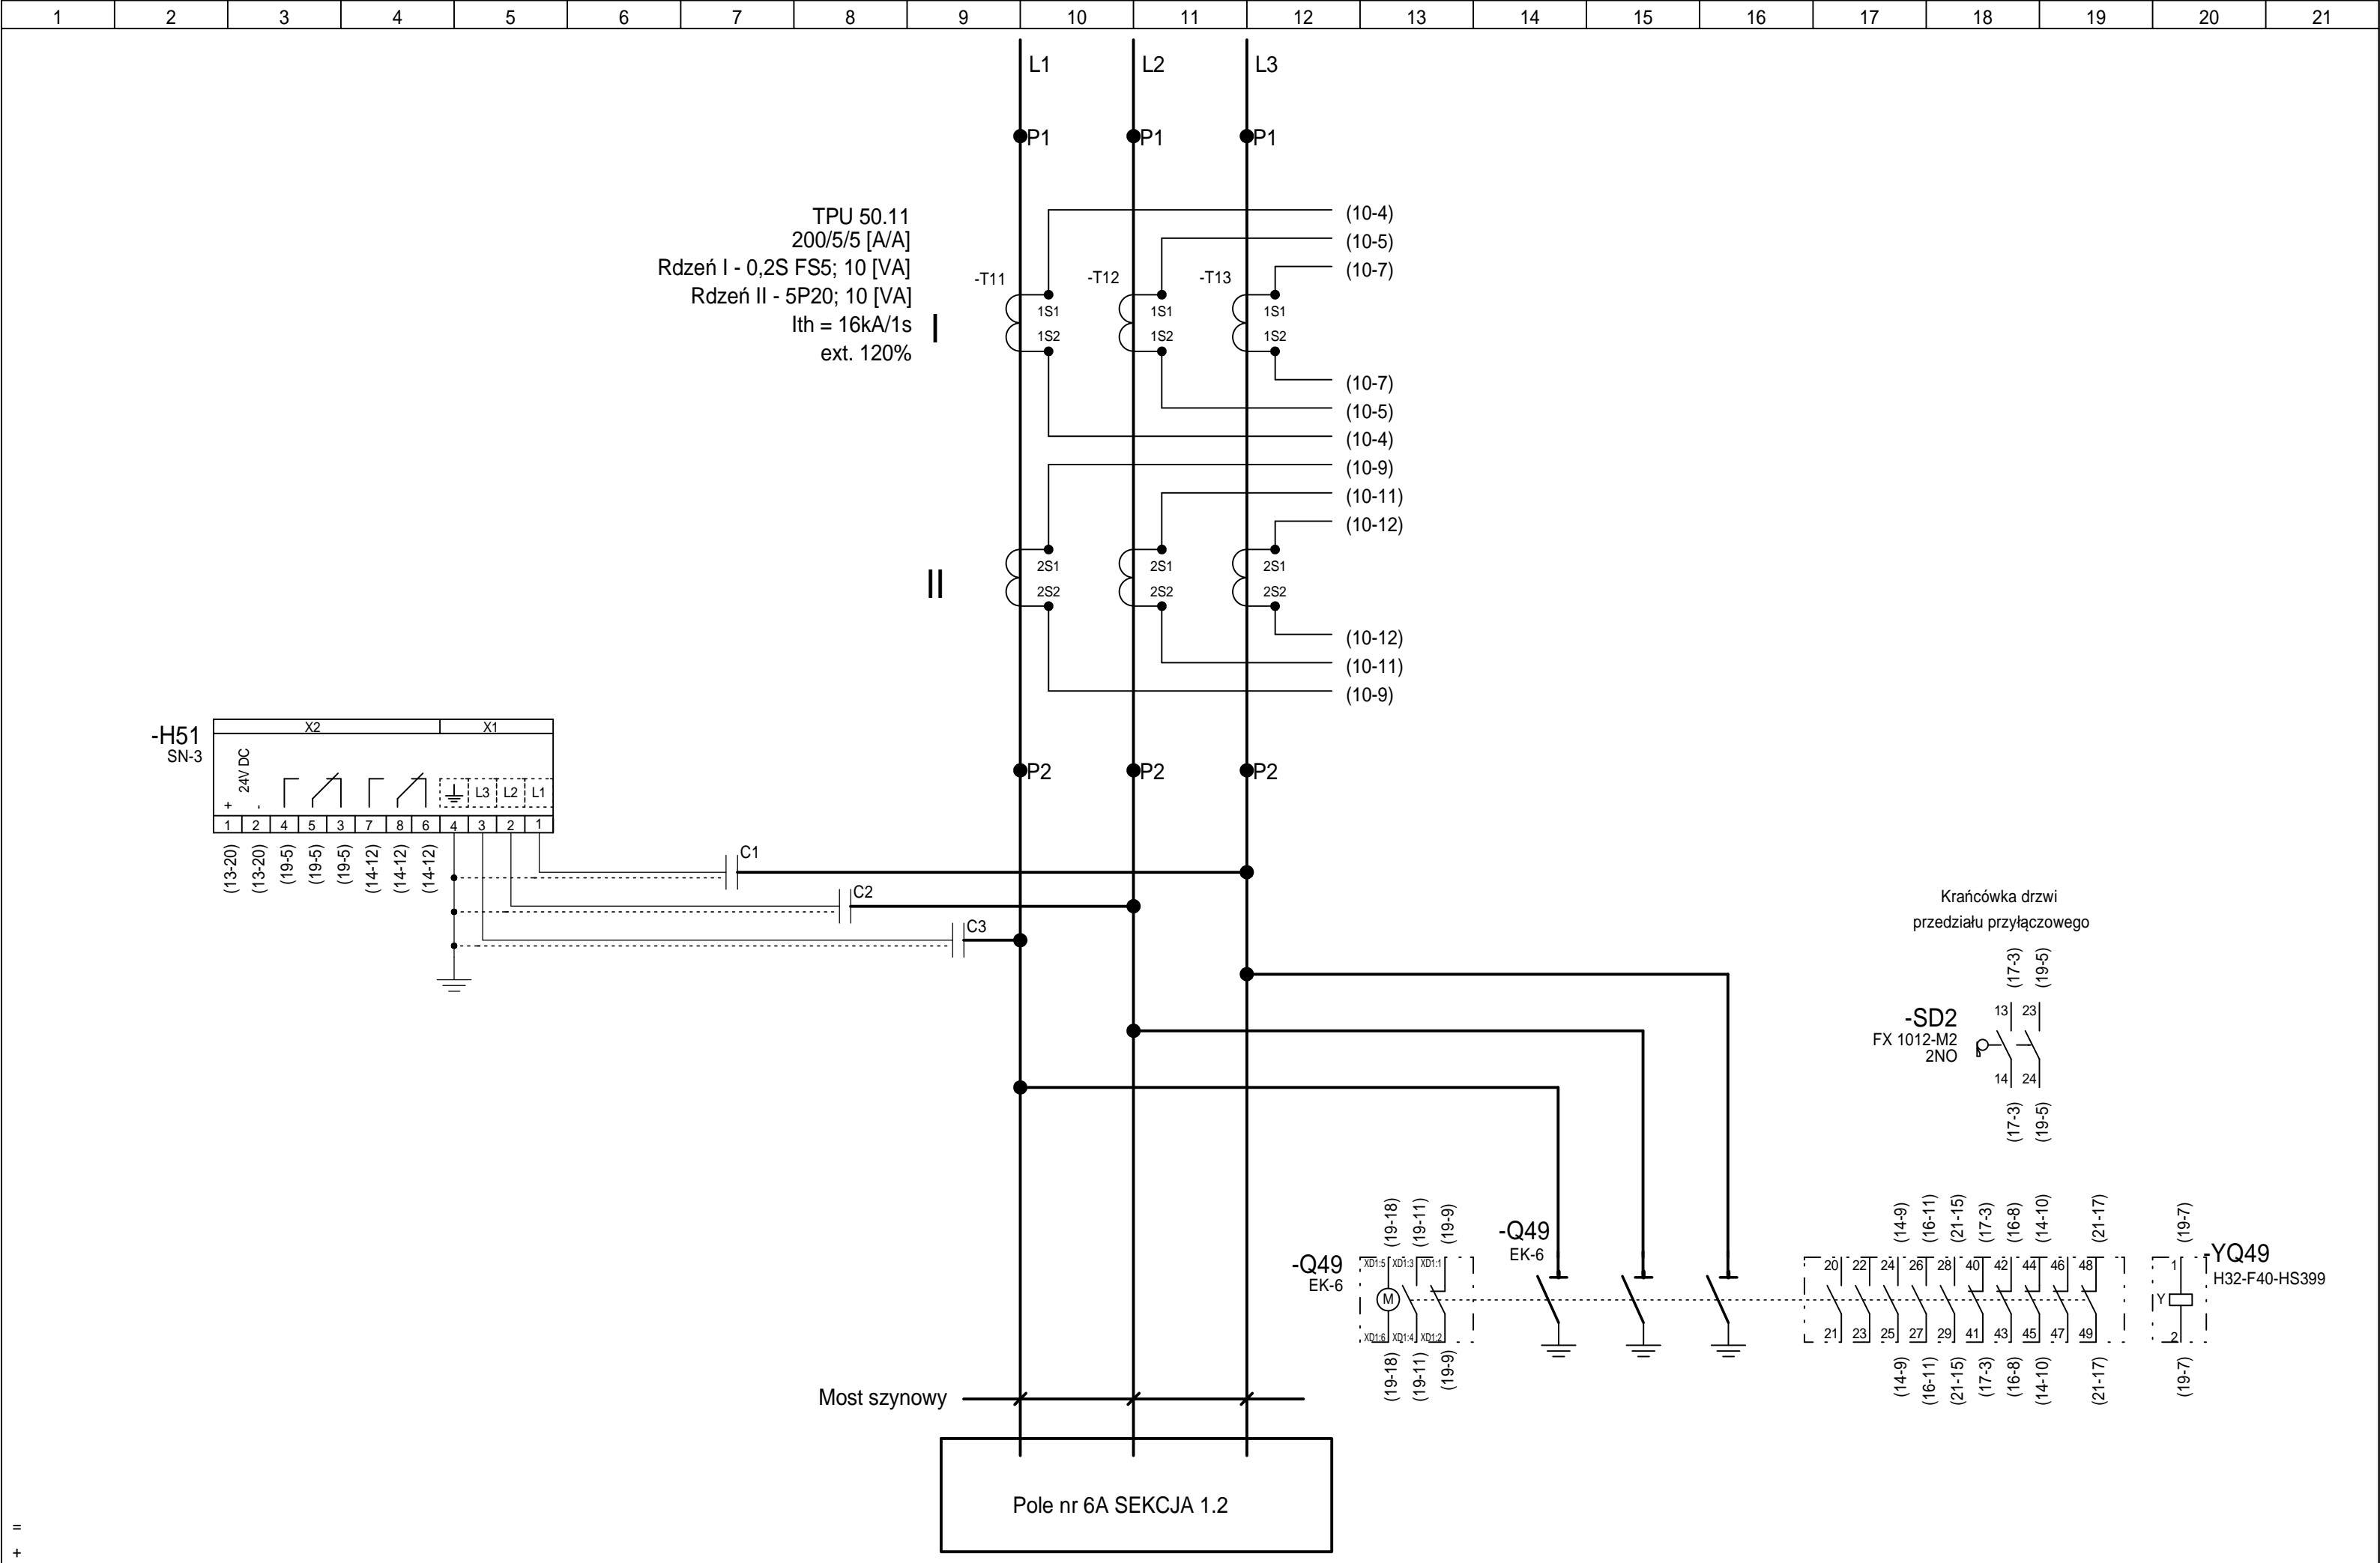 1 2 3 4 5 6 7 8 9 10 11 12 13 14 15 16 17 18 19 20 21
L1 L2 L3
P1 P1 P1
TPU 50.11
200/5/5 [A/A]
Rdzeń I - 0,2S FS5; 10 [VA]
Rdzeń II - 5P20; 10 [VA]
Ith = 16kA/1s
ext. 120%
I
(10-4)
(10-5)
(10-7)
-T11 -T12 -T13
1S1 1S1 1S1
1S2 1S2 1S2
(10-7)
(10-5)
(10-4)
(10-9)
(10-11)
(10-12)
II
2S1 2S1 2S1
2S2 2S2 2S2
(10-12)
(10-11)
(10-9)
P2 P2 P2
-H51
SN-3
X2 X1
24V DC
+ -
L3 L2 L1
1 2 4 5 3 7 8 6 4 3 2 1
(13-20) (13-20) (19-5) (19-5) (19-5) (14-12) (14-12) (14-12)
C1
C2
C3
Krańcówka drzwi
przedziału przyłączowego
(17-3) (19-5)
-SD2
FX 1012-M2
2NO
13 23
14 24
(17-3) (19-5)
(19-18) (19-11) (19-9)
-Q49
EK-6
XD1:5 XD1:3 XD1:1
M
XD1:6 XD1:4 XD1:2
(19-18) (19-11) (19-9)
-Q49
EK-6
(14-9) (16-11) (21-15) (17-3) (16-8) (14-10) (21-17)
20 22 24 26 28 40 42 44 46 48
21 23 25 27 29 41 43 45 47 49
(14-9) (16-11) (21-15) (17-3) (16-8) (14-10) (21-17)
(19-7)
-YQ49
H32-F40-HS399
1
Y
2
(19-7)
Most szynowy
Pole nr 6A SEKCJA 1.2
=
+